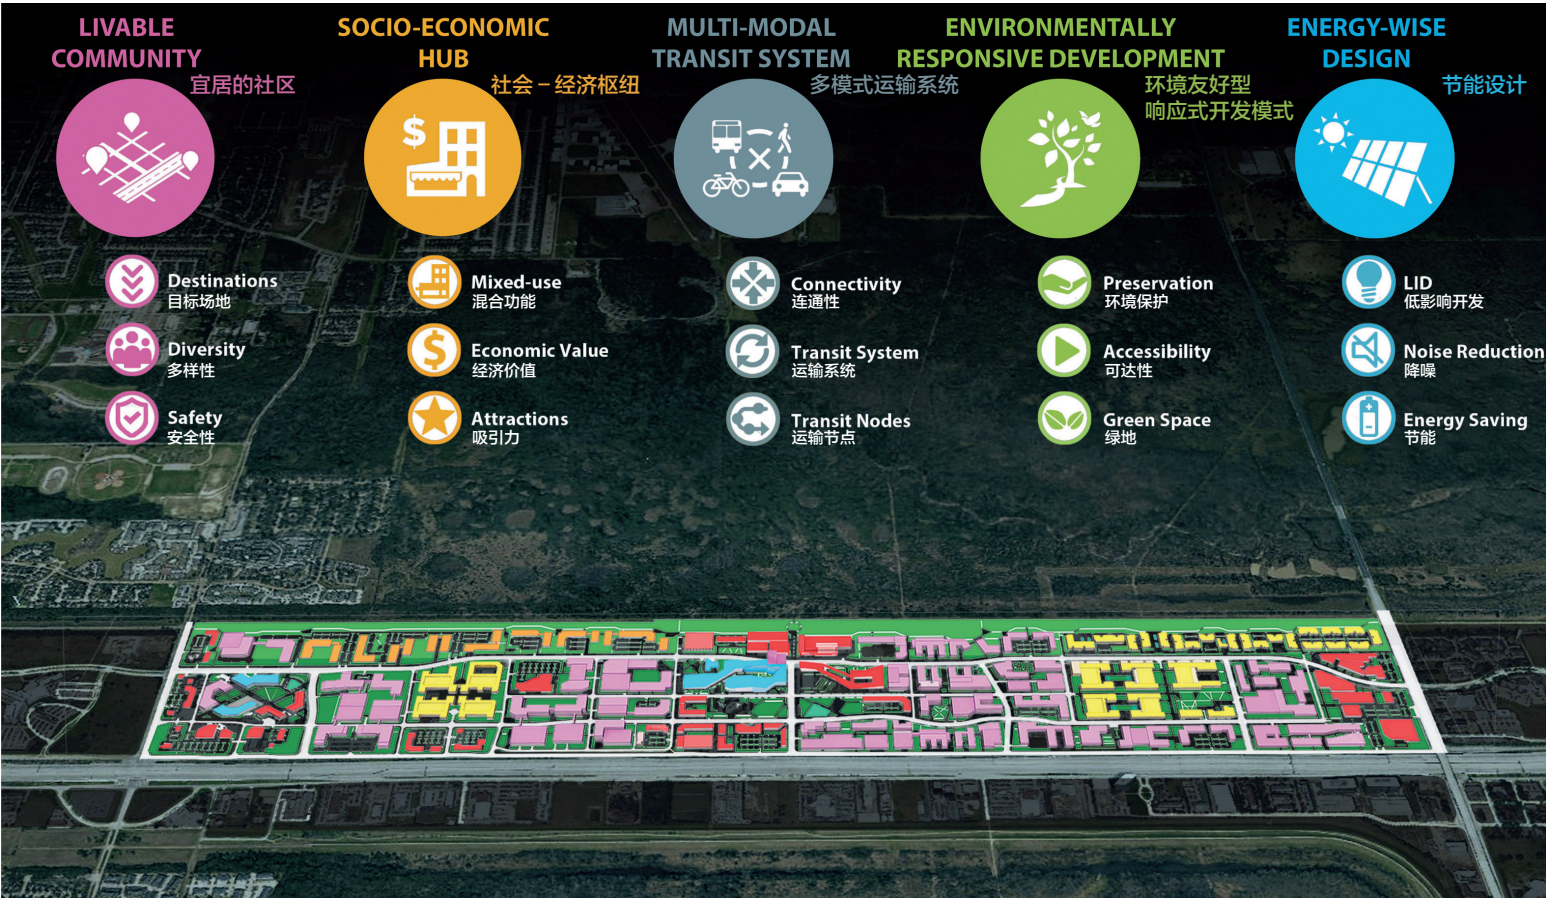 LIVABLE
COMMUNITY
宜居的社区
Destinations
目标场地
Diversity
多样性
Safety
安全性
SOCIO-ECONOMIC
HUB
社会 – 经济枢纽
$
Mixed-use
混合功能
$
Economic Value
经济价值
Attractions
吸引力
MULTI-MODAL
TRANSIT SYSTEM
多模式运输系统
Connectivity
连通性
Transit System
运输系统
Transit Nodes
运输节点
ENVIRONMENTALLY
RESPONSIVE DEVELOPMENT
环境友好型
响应式开发模式
Preservation
环境保护
Accessibility
可达性
Green Space
绿地
ENERGY-WISE
DESIGN
节能设计
LID
低影响开发
Noise Reduction
降噪
Energy Saving
节能